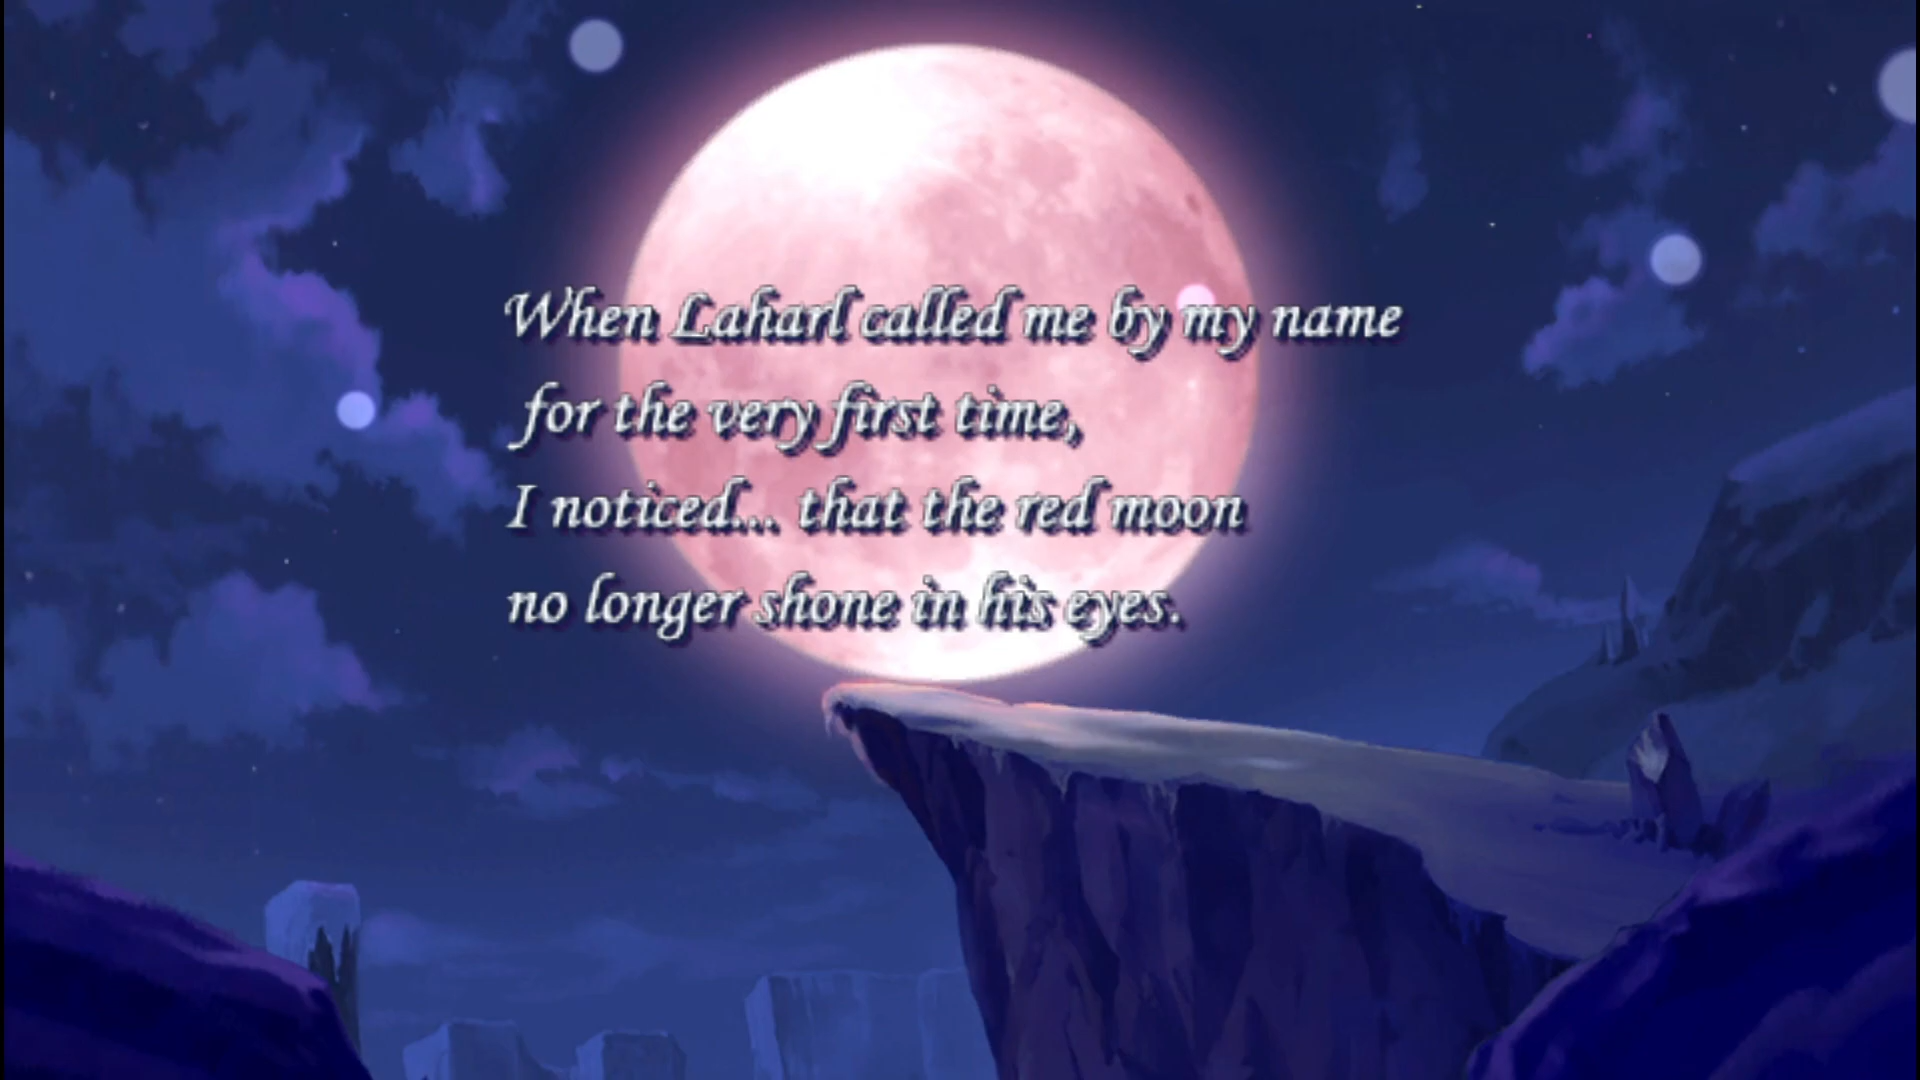 When Laharl called me by my name
for the very first time,
I noticed... that the red moon
no longer shone in his eyes.